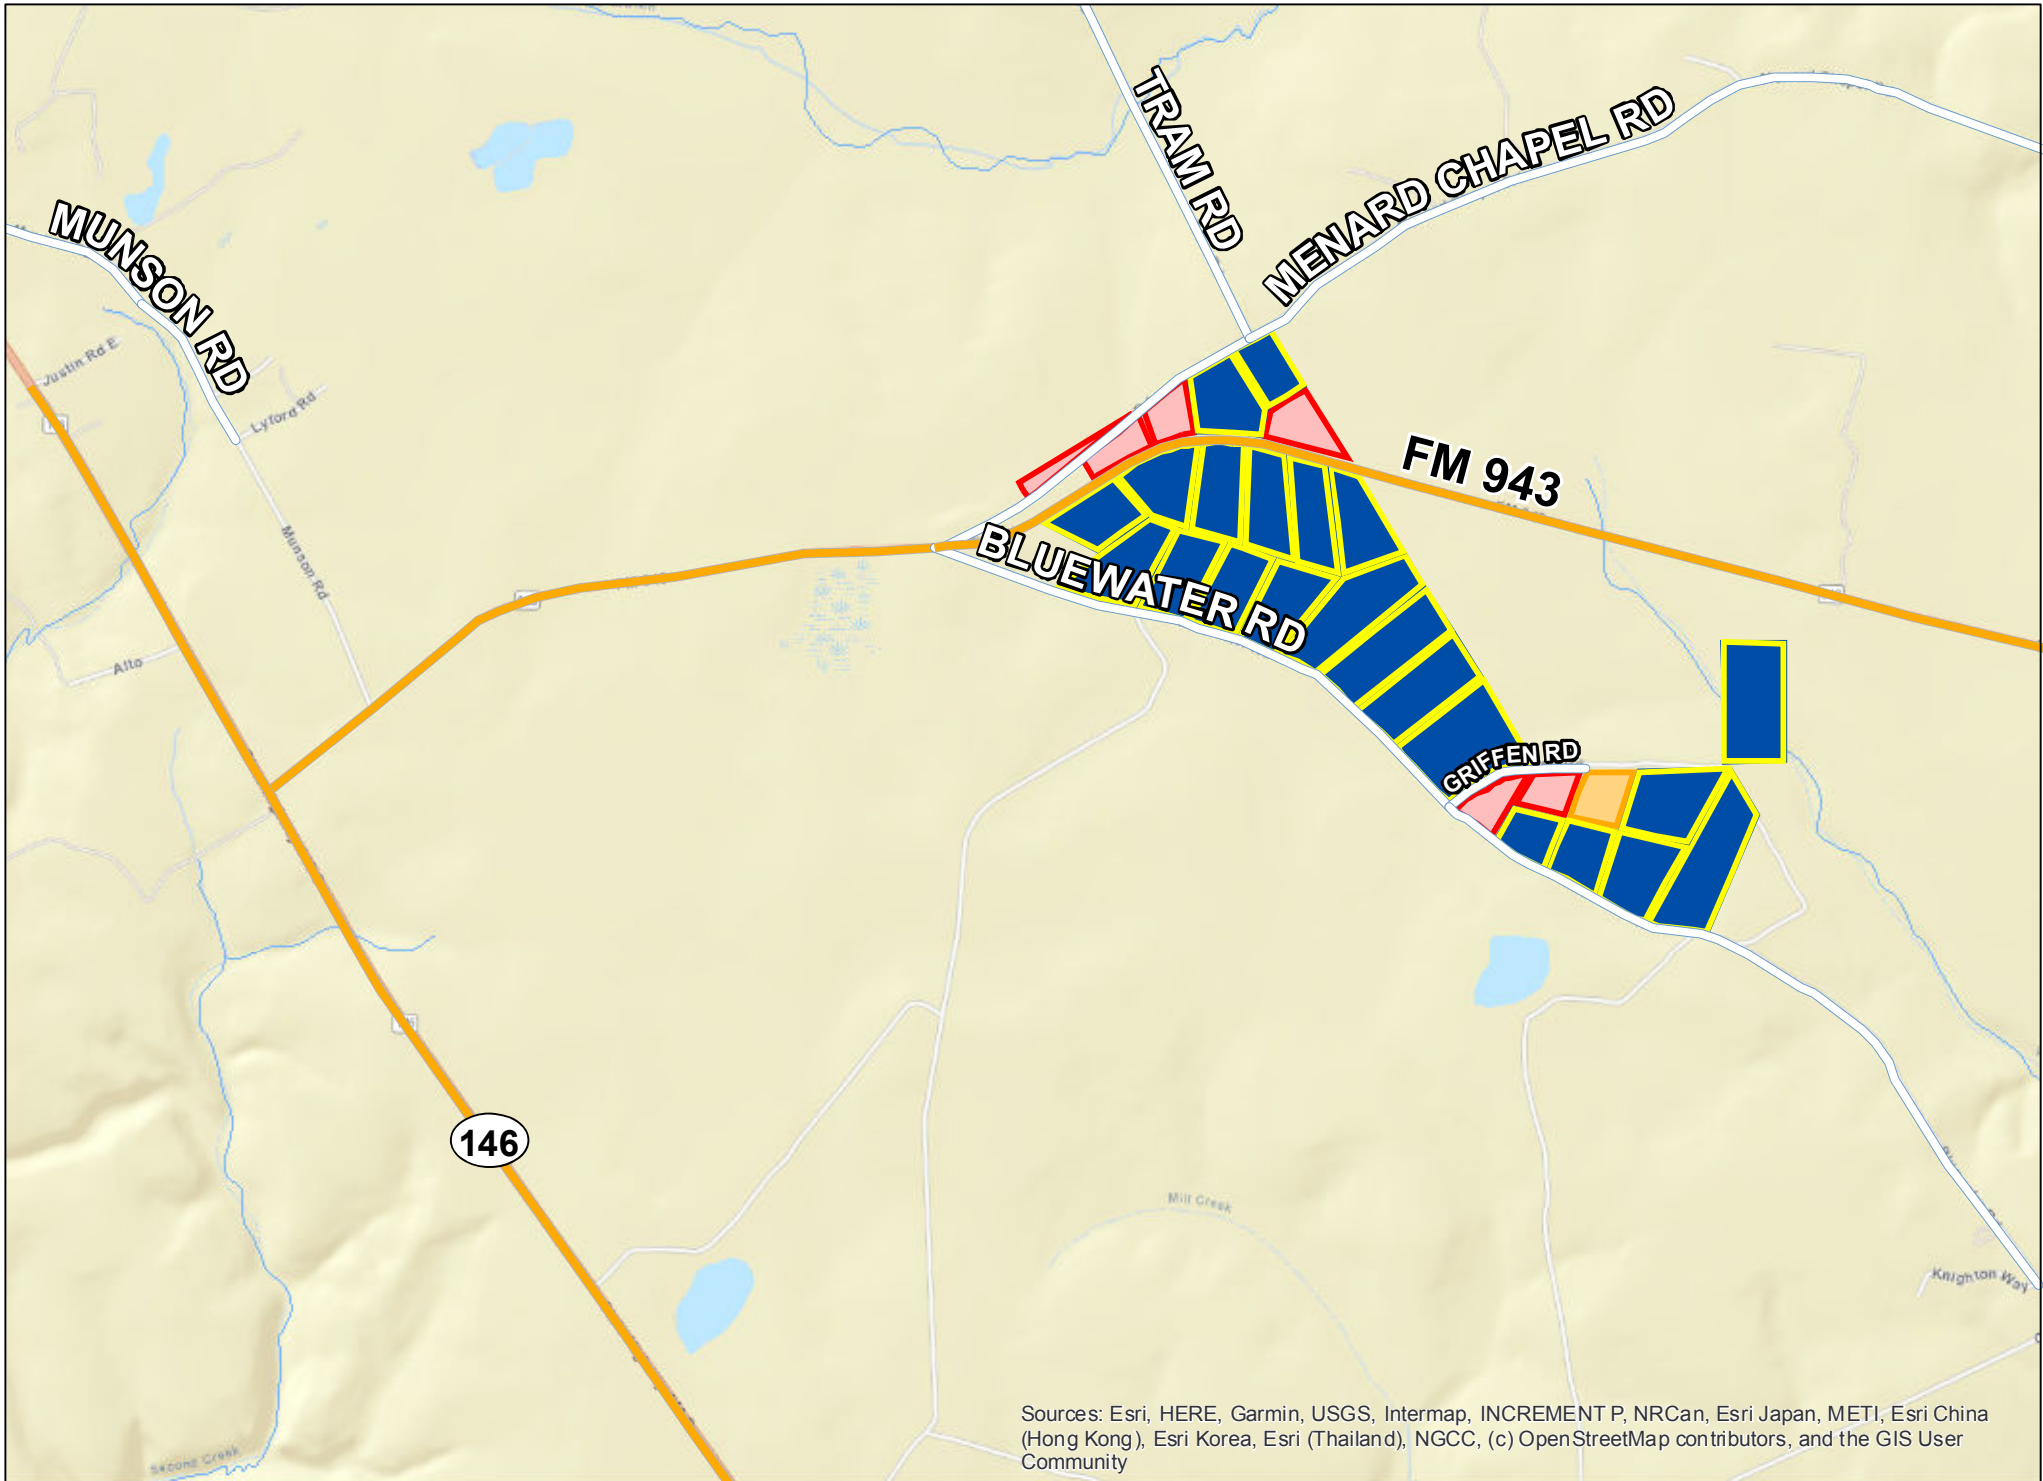 TRAM RD
MENARD CHAPEL RD
MUNSON RD
Justin Rd E
Lyford Rd
FM 943
Munson Rd
BLUEWATER RD
Alto
GRIFFEN RD
146
Mill Creek
Knighton Way
Second Creek
Sources: Esri, HERE, Garmin, USGS, Intermap, INCREMENT P, NRCan, Esri Japan, METI, Esri China
(Hong Kong), Esri Korea, Esri (Thailand), NGCC, (c) OpenStreetMap contributors, and the GIS User
Community